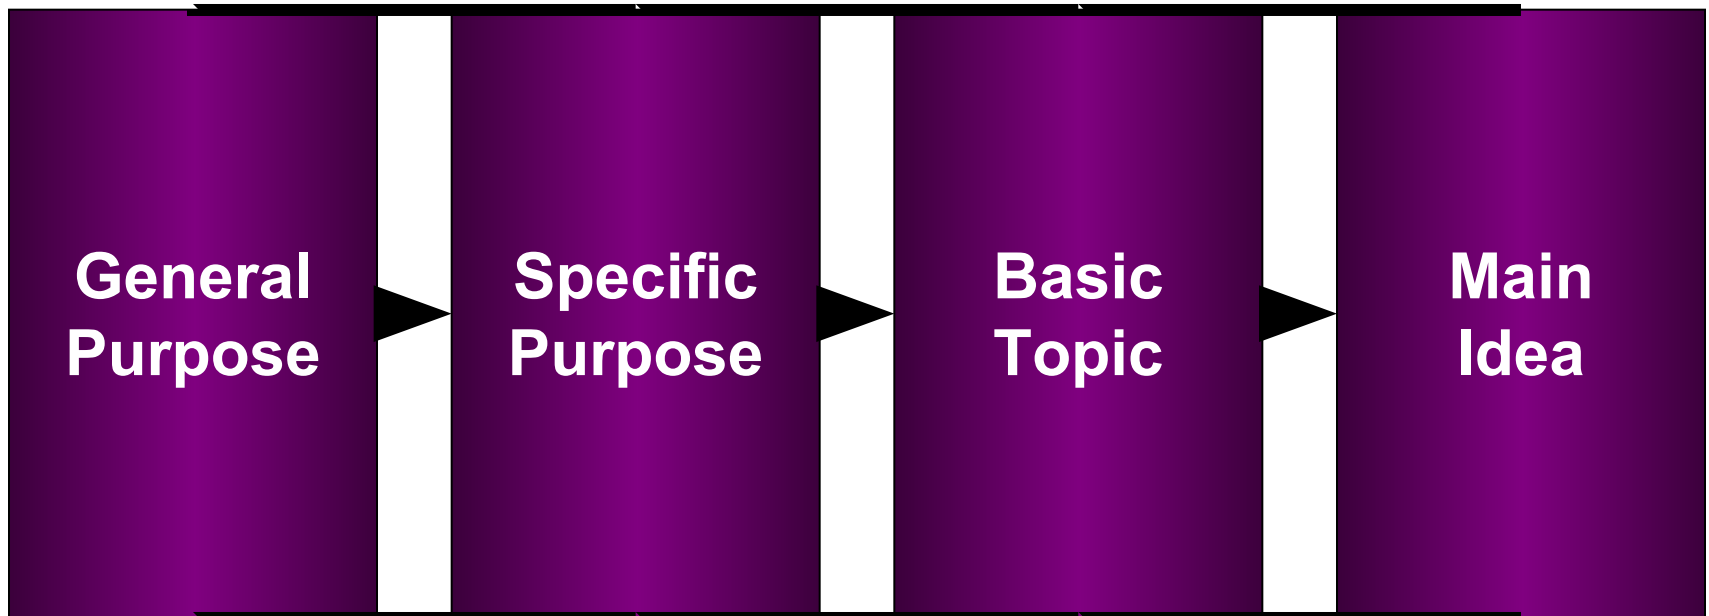 General
Purpose
Specific
Purpose
Basic
Topic
Main
Idea